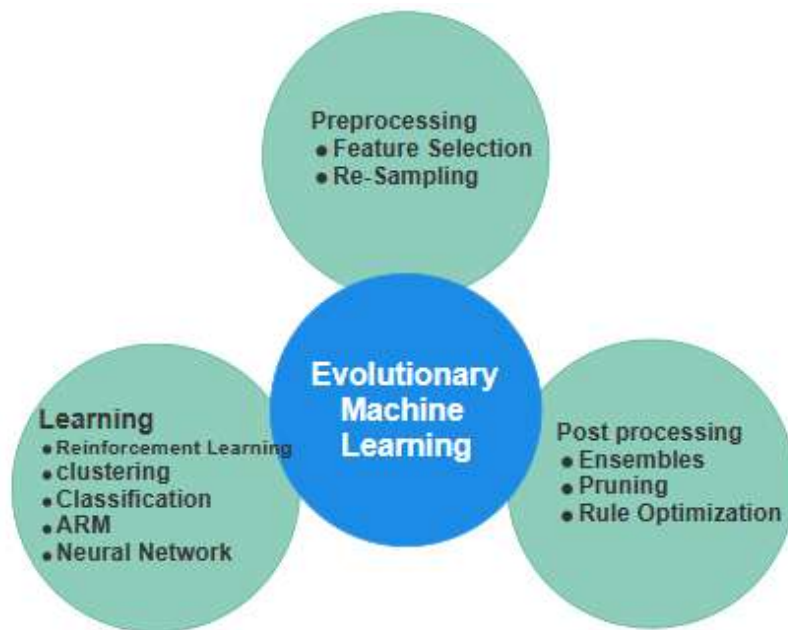 Preprocessing
● Feature Selection
● Re-Sampling
Evolutionary
Machine
Learning
Learning
● Reinforcement Learning
● clustering
● Classification
● ARM
● Neural Network
Post processing
● Ensembles
● Pruning
● Rule Optimization